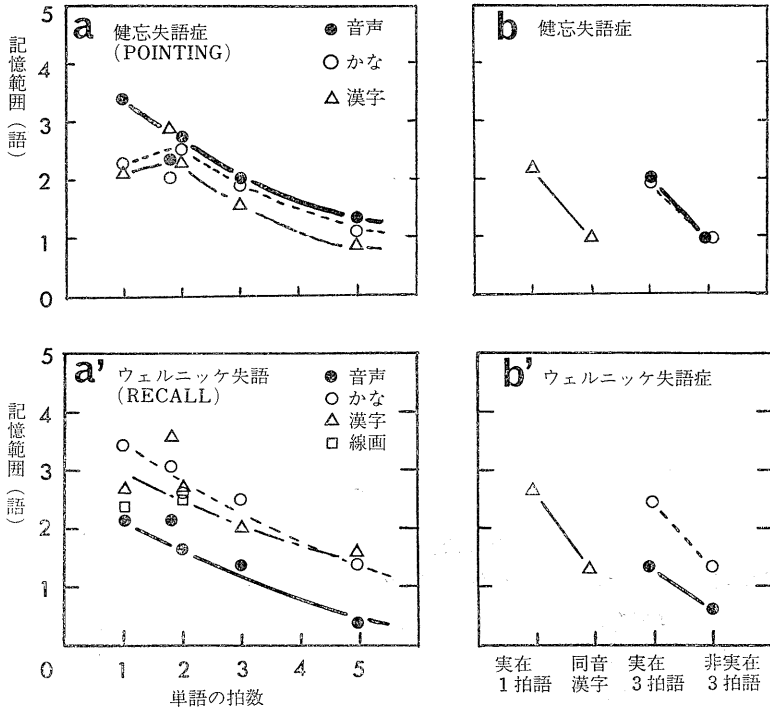 a
健忘失語症
(POINTING)
音声
かな
漢字
記憶範囲(語)
5
4
3
2
1
0
b
健忘失語症
a'
ウェルニッケ失語
(RECALL)
音声
かな
漢字
線画
記憶範囲(語)
5
4
3
2
1
0
1
2
3
4
5
単語の拍数
b'
ウェルニッケ失語症
実在
1拍語
同音
漢字
実在
3拍語
非実在
3拍語